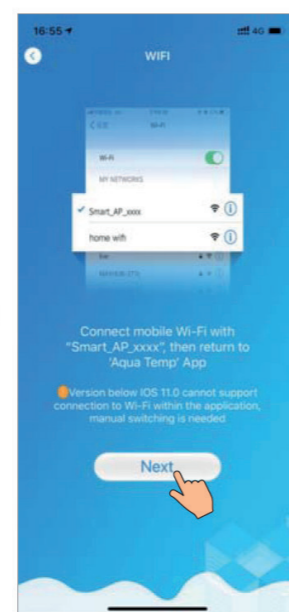 16:55
4G
WIFI
Wi-Fi
Wi-Fi
MY NETWORKS
Smart_AP_xxxx
home wifi
Connect mobile Wi-Fi with
"Smart_AP_xxxx", then return to
'Aqua Temp' App
Version below IOS 11.0 cannot support
connection to Wi-Fi within the application,
manual switching is needed
Next